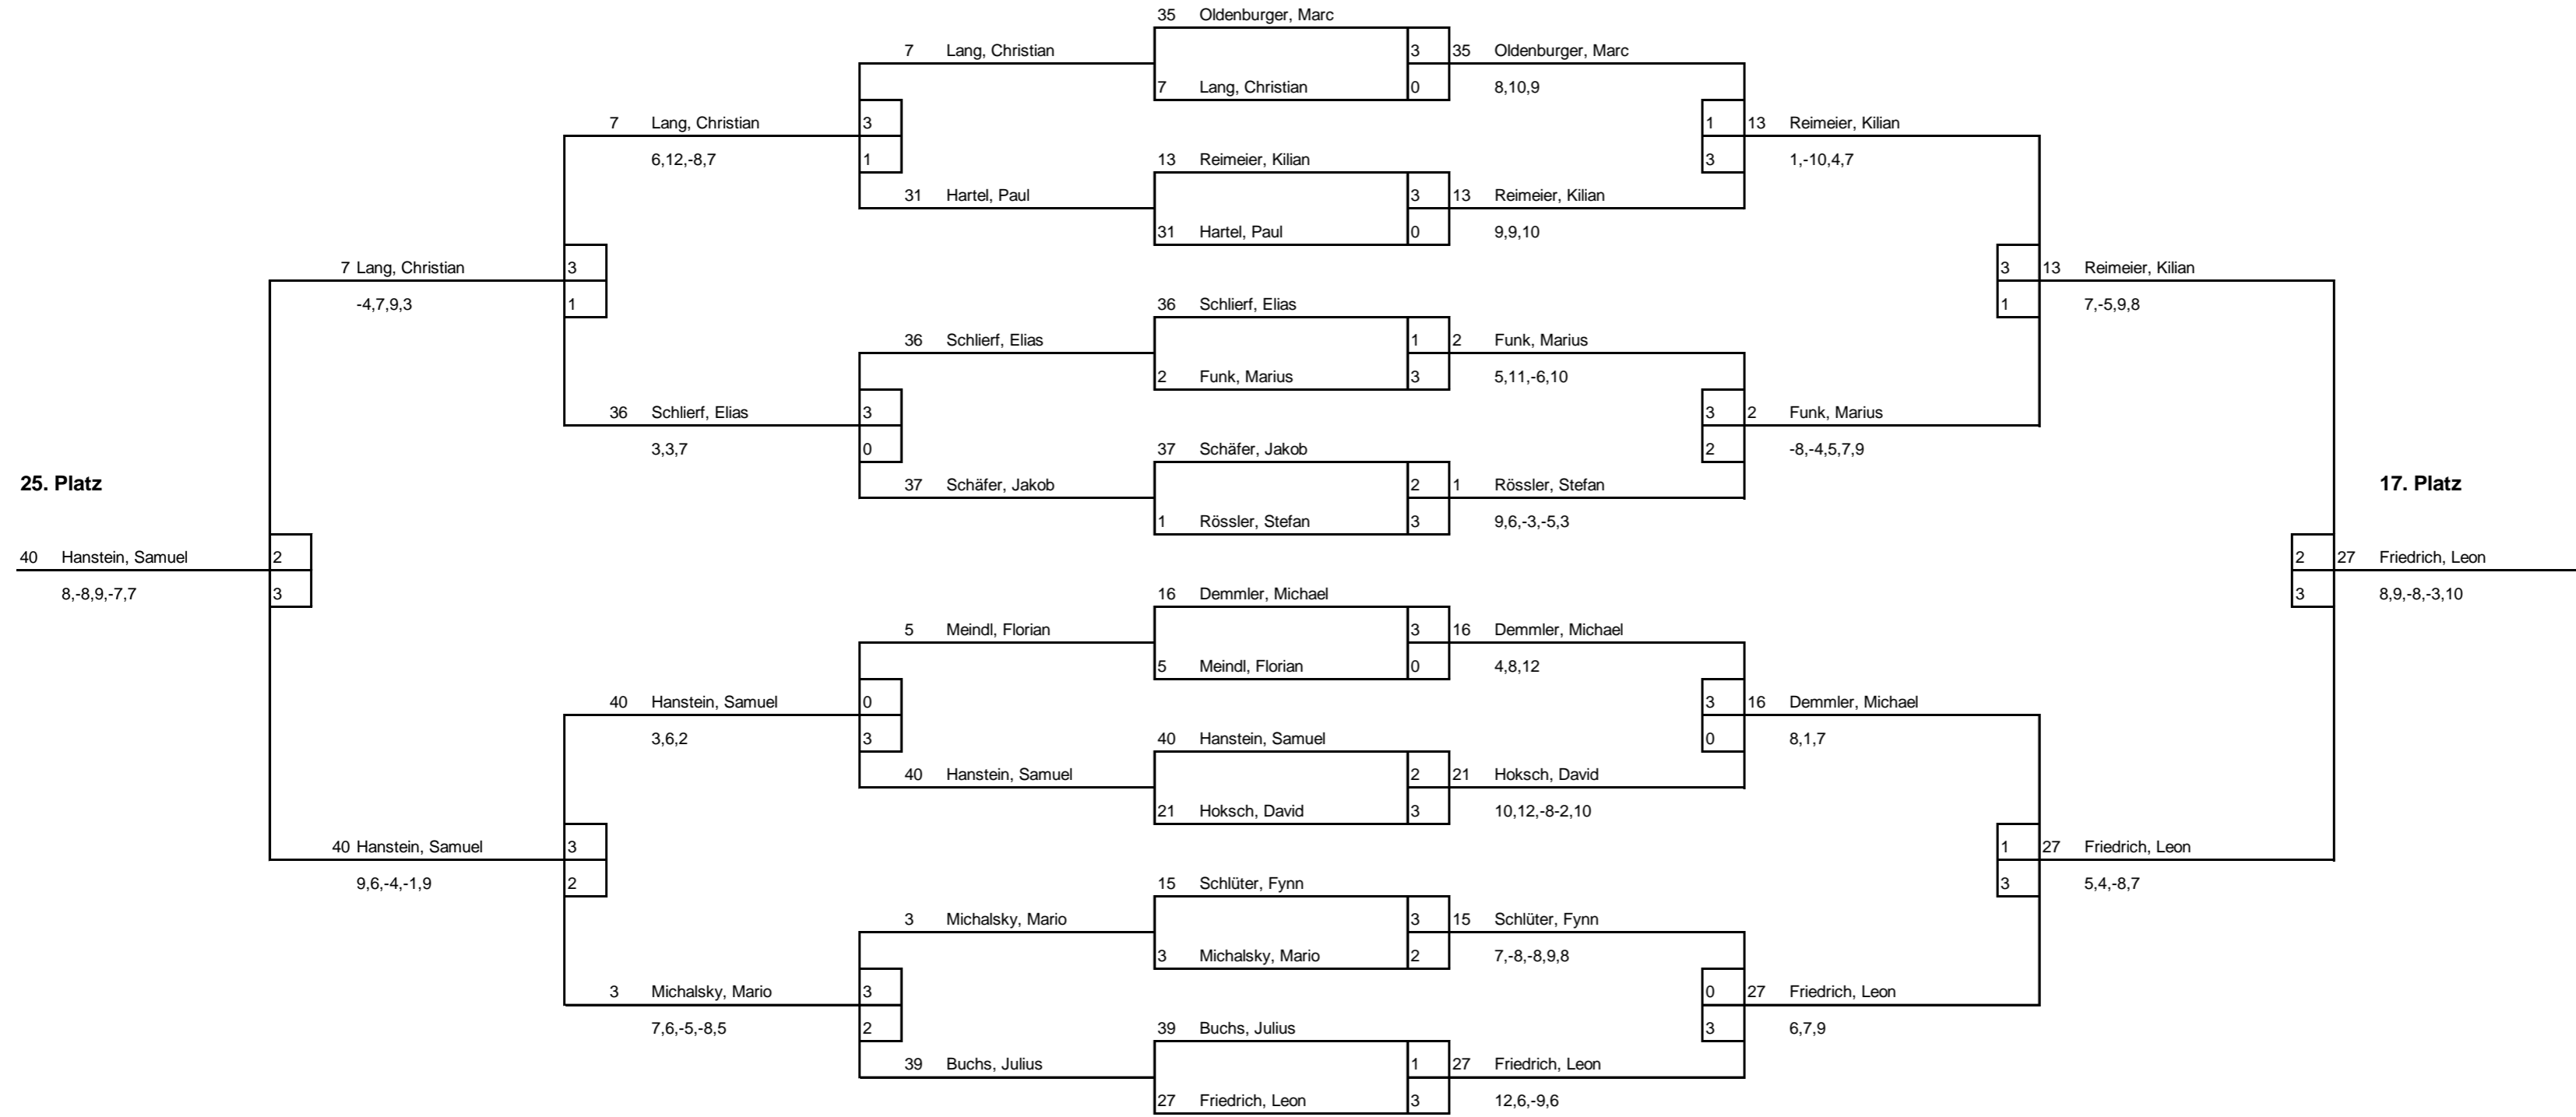 35 Oldenburger, Marc
7 Lang, Christian 3 35 Oldenburger, Marc
7 Lang, Christian 0 8,10,9
7 Lang, Christian 3 1 13 Reimeier, Kilian
6,12,-8,7 1 13 Reimeier, Kilian 3 1,-10,4,7
31 Hartel, Paul 3 13 Reimeier, Kilian
31 Hartel, Paul 0 9,9,10
7 Lang, Christian 3 3 13 Reimeier, Kilian
-4,7,9,3 1 36 Schlierf, Elias 1 7,-5,9,8
36 Schlierf, Elias 1 2 Funk, Marius
2 Funk, Marius 3 5,11,-6,10
36 Schlierf, Elias 3 3 2 Funk, Marius
3,3,7 0 37 Schäfer, Jakob 2 -8,-4,5,7,9
25. Platz 37 Schäfer, Jakob 2 1 Rössler, Stefan 17. Platz
1 Rössler, Stefan 3 9,6,-3,-5,3
40 Hanstein, Samuel 2 2 27 Friedrich, Leon
8,-8,9,-7,7 3 16 Demmler, Michael 3 8,9,-8,-3,10
5 Meindl, Florian 3 16 Demmler, Michael
5 Meindl, Florian 0 4,8,12
40 Hanstein, Samuel 0 3 16 Demmler, Michael
3,6,2 3 40 Hanstein, Samuel 0 8,1,7
40 Hanstein, Samuel 2 21 Hoksch, David
21 Hoksch, David 3 10,12,-8-2,10
40 Hanstein, Samuel 3 1 27 Friedrich, Leon
9,6,-4,-1,9 2 15 Schlüter, Fynn 3 5,4,-8,7
3 Michalsky, Mario 3 15 Schlüter, Fynn
3 Michalsky, Mario 2 7,-8,-8,9,8
3 Michalsky, Mario 3 0 27 Friedrich, Leon
7,6,-5,-8,5 2 39 Buchs, Julius 3 6,7,9
39 Buchs, Julius 1 27 Friedrich, Leon
27 Friedrich, Leon 3 12,6,-9,6